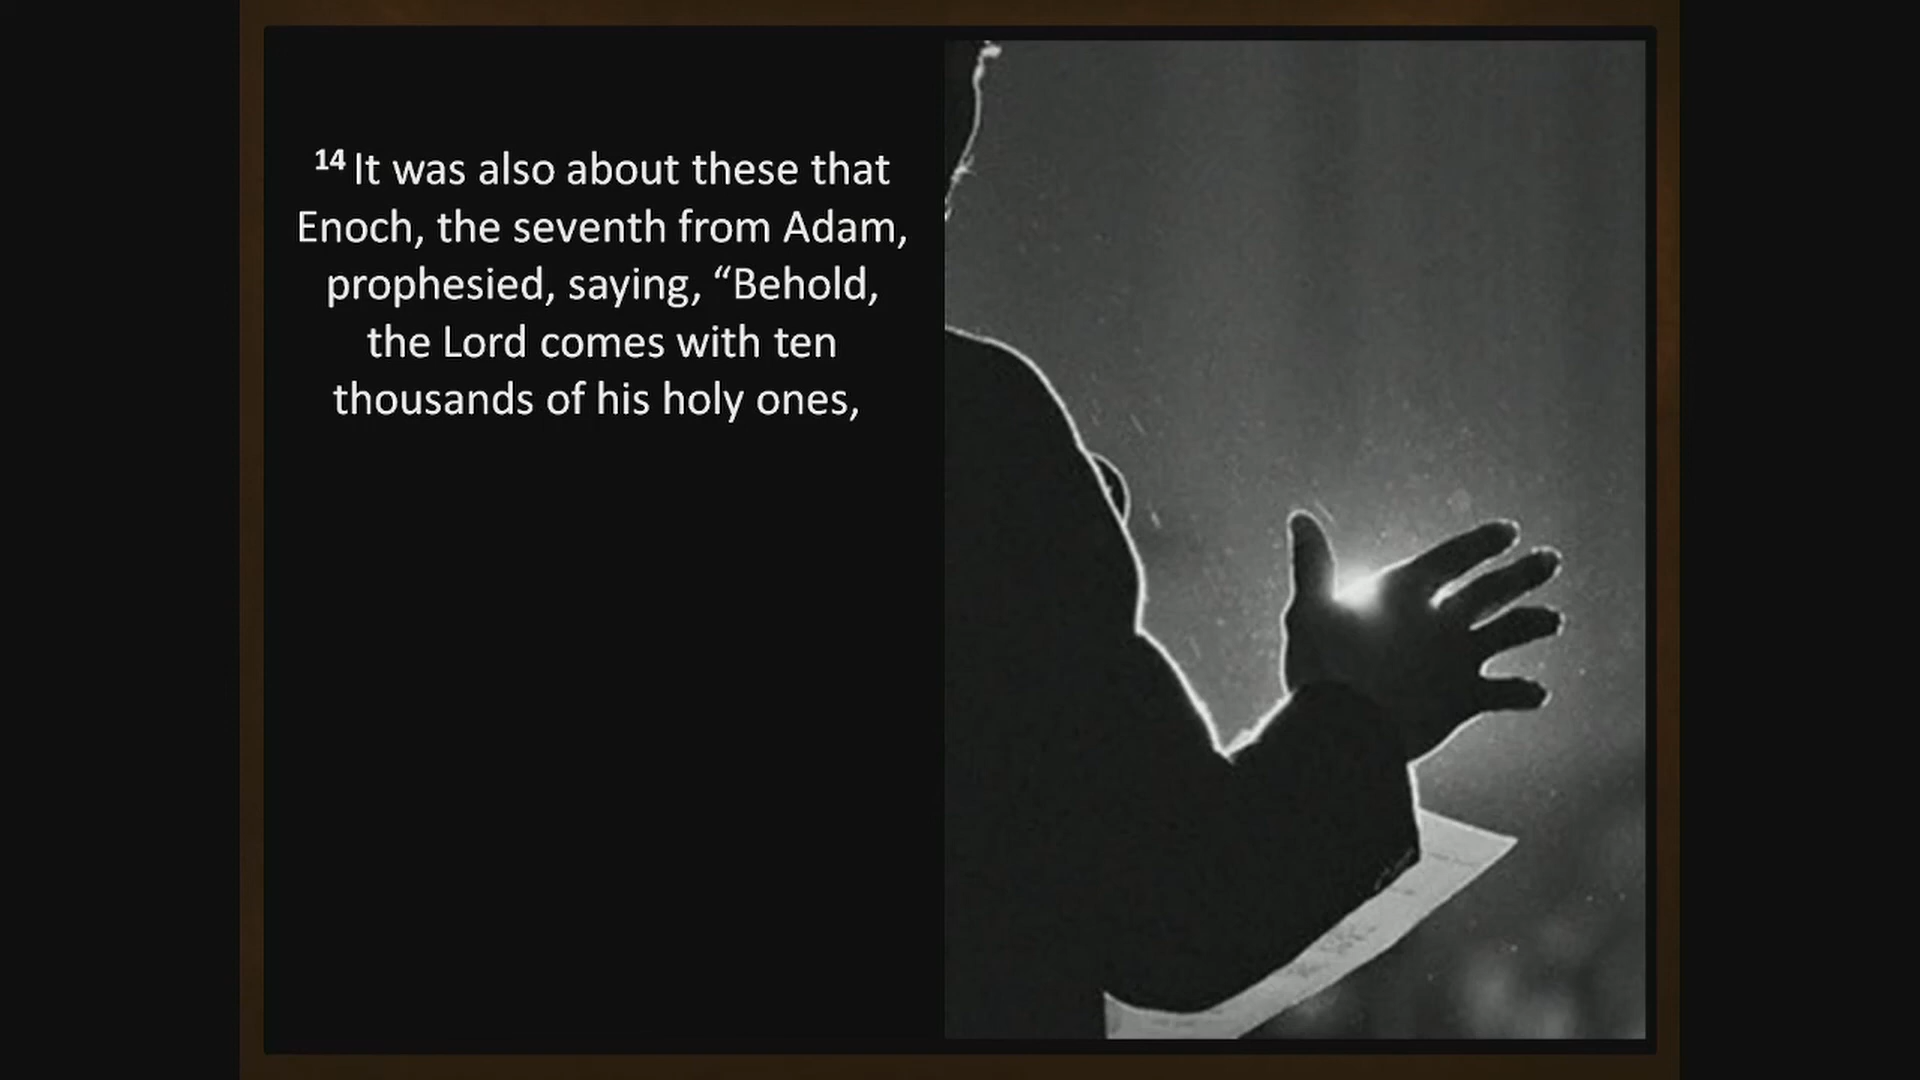 14 It was also about these that
Enoch, the seventh from Adam,
prophesied, saying, “Behold,
the Lord comes with ten
thousands of his holy ones,